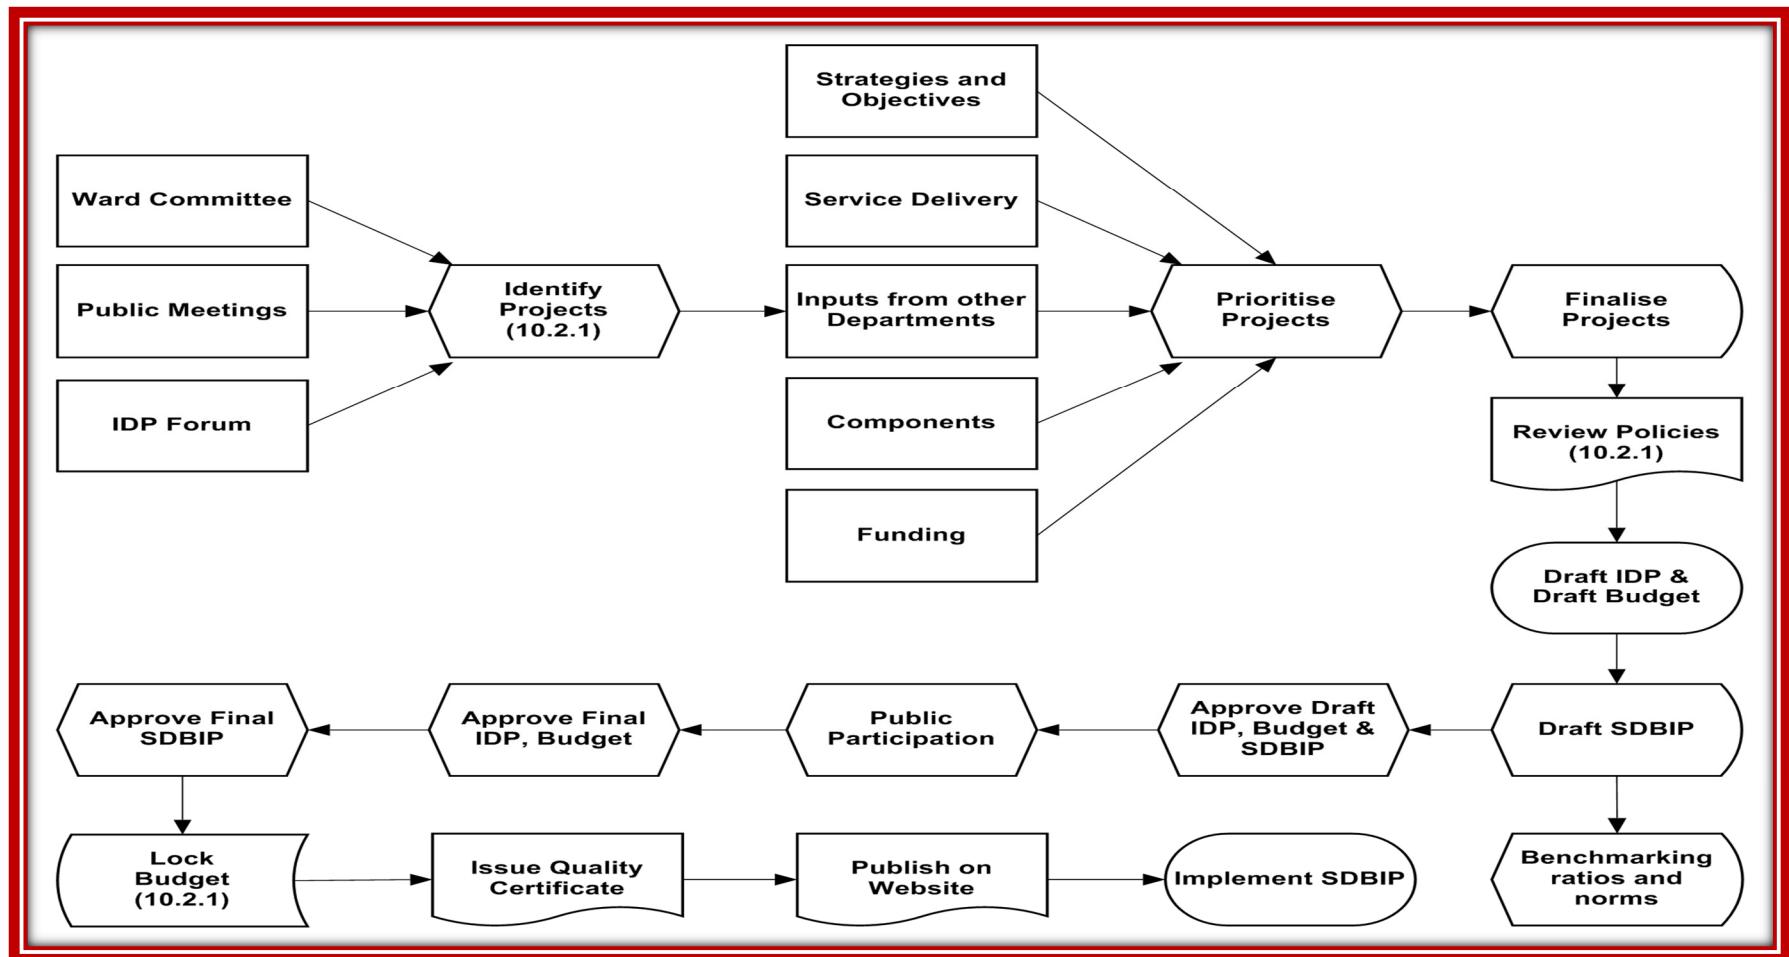 Strategies and
Objectives
Ward Committee
Service Delivery
Public Meetings
Identify
Projects
(10.2.1)
Inputs from other
Departments
Prioritise
Projects
Finalise
Projects
IDP Forum
Components
Review Policies
(10.2.1)
Funding
Draft IDP &
Draft Budget
Approve Final
SDBIP
Approve Final
IDP, Budget
Public
Participation
Approve Draft
IDP, Budget &
SDBIP
Draft SDBIP
Lock
Budget
(10.2.1)
Issue Quality
Certificate
Publish on
Website
Implement SDBIP
Benchmarking
ratios and
norms